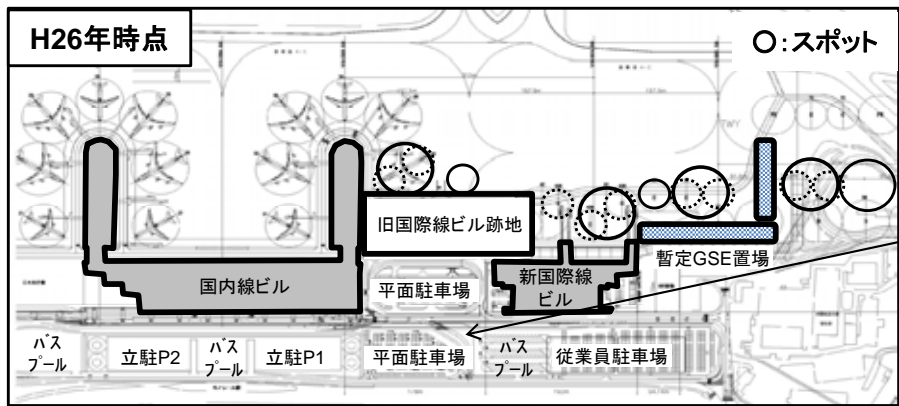 H26年時点
○:スポット
旧国際線ビル跡地
暫定GSE置場
国内線ビル
平面駐車場
新国際線
ビル
バス
プール
立駐P2
バス
プール
立駐P1
平面駐車場
バス
プール
従業員駐車場